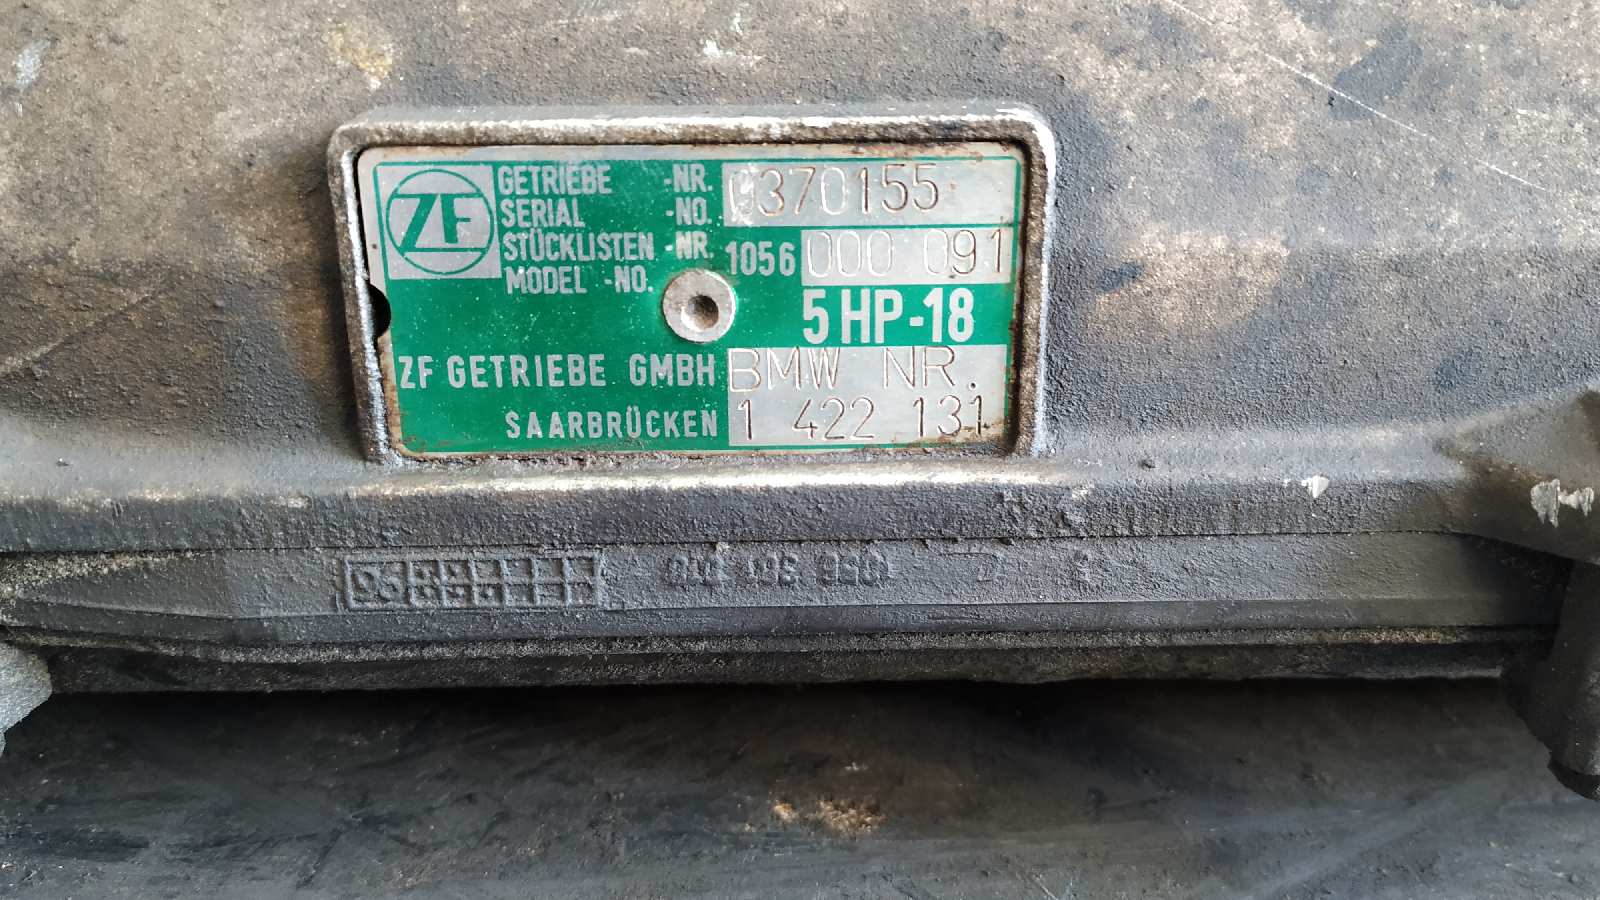 ZF
GETRIEBE -NR. 0370155
SERIAL -NO.
STÜCKLISTEN -NR. 1056 000 091
MODEL -NO.
5 HP-18
ZF GETRIEBE GMBH BMW NR.
SAARBRÜCKEN 1 422 131
96